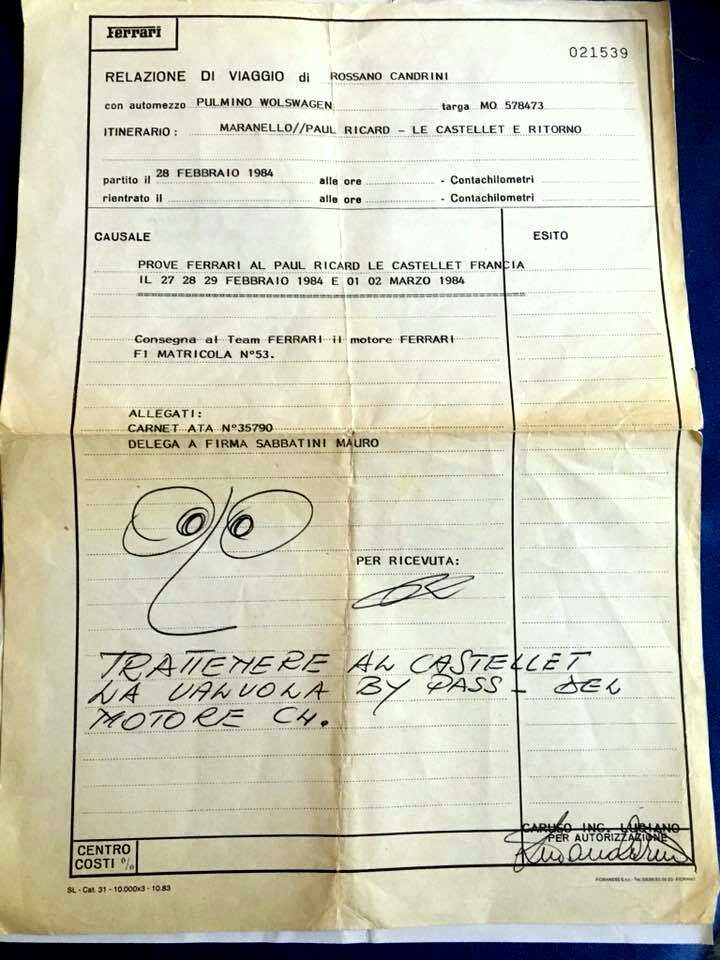 Ferrari
021539
RELAZIONE DI VIAGGIO di ROSSANO CANDRINI
con automezzo PULMINO WOLSWAGEN targa MO 578473
ITINERARIO : MARANELLO//PAUL RICARD - LE CASTELLET E RITORNO
partito il 28 FEBBRAIO 1984 alle ore - Contachilometri
rientrato il alle ore - Contachilometri
CAUSALE ESITO
PROVE FERRARI AL PAUL RICARD LE CASTELLET FRANCIA
IL 27 28 29 FEBBRAIO 1984 E 01 02 MARZO 1984
Consegna al Team FERRARI il motore FERRARI
F1 MATRICOLA N°53.
ALLEGATI:
CARNET ATA N°35790
DELEGA A FIRMA SABBATINI MAURO
PER RICEVUTA:
TRATTENERE AL CASTELLET
LA VALVOLA BY PASS - DEL
MOTORE C4.
CARUSO ING. LUCIANO
PER AUTORIZZAZIONE
CENTRO
COSTI %
SL - Cat. 31 - 10.000x3 - 10.83